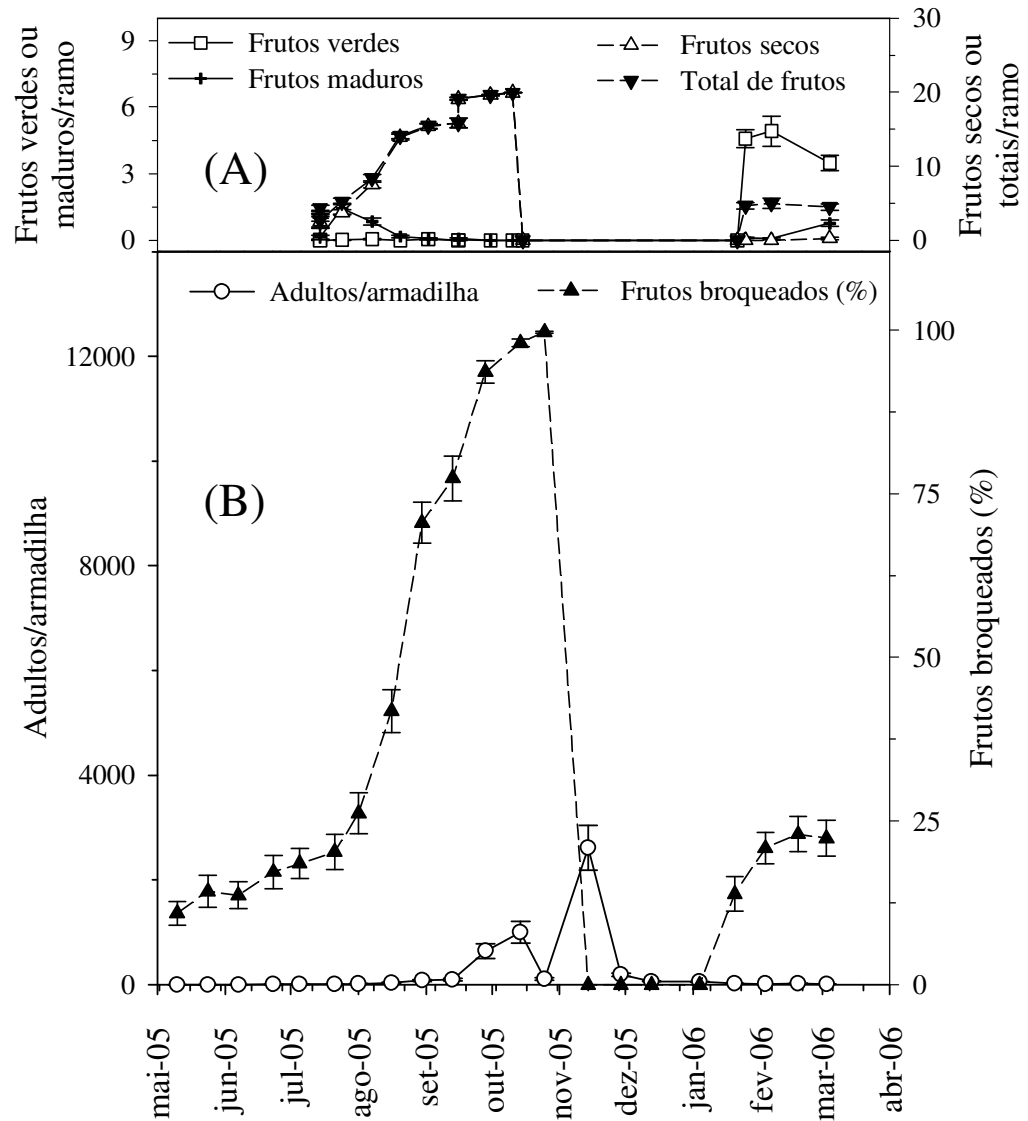 Frutos verdes ou
maduros/ramo
9
6
3
0
Frutos verdes
Frutos maduros
Frutos secos
Total de frutos
(A)
30
20
10
0
Frutos secos ou
totais/ramo
Adultos/armadilha
Frutos broqueados (%)
(B)
Adultos/armadilha
12000
8000
4000
0
100
75
50
25
0
Frutos broqueados (%)
mai-05
jun-05
jul-05
ago-05
set-05
out-05
nov-05
dez-05
jan-06
fev-06
mar-06
abr-06